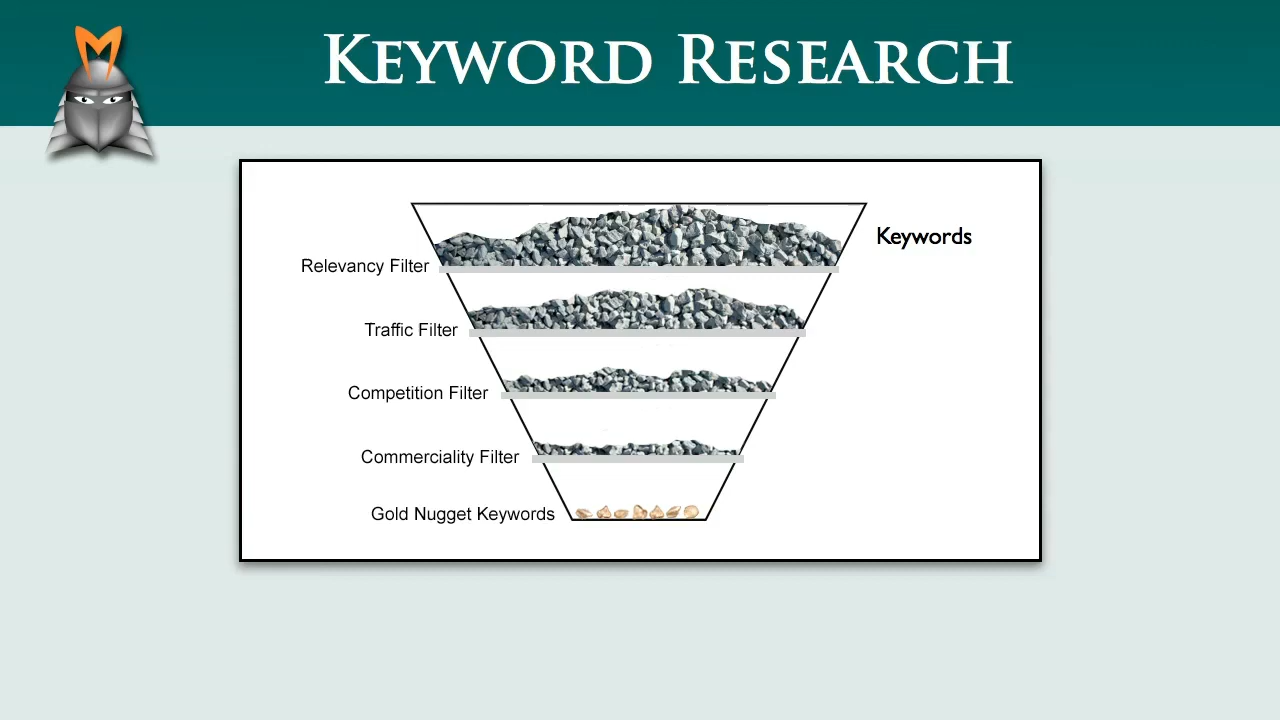 KEYWORD RESEARCH
Keywords
Relevancy Filter
Traffic Filter
Competition Filter
Commerciality Filter
Gold Nugget Keywords